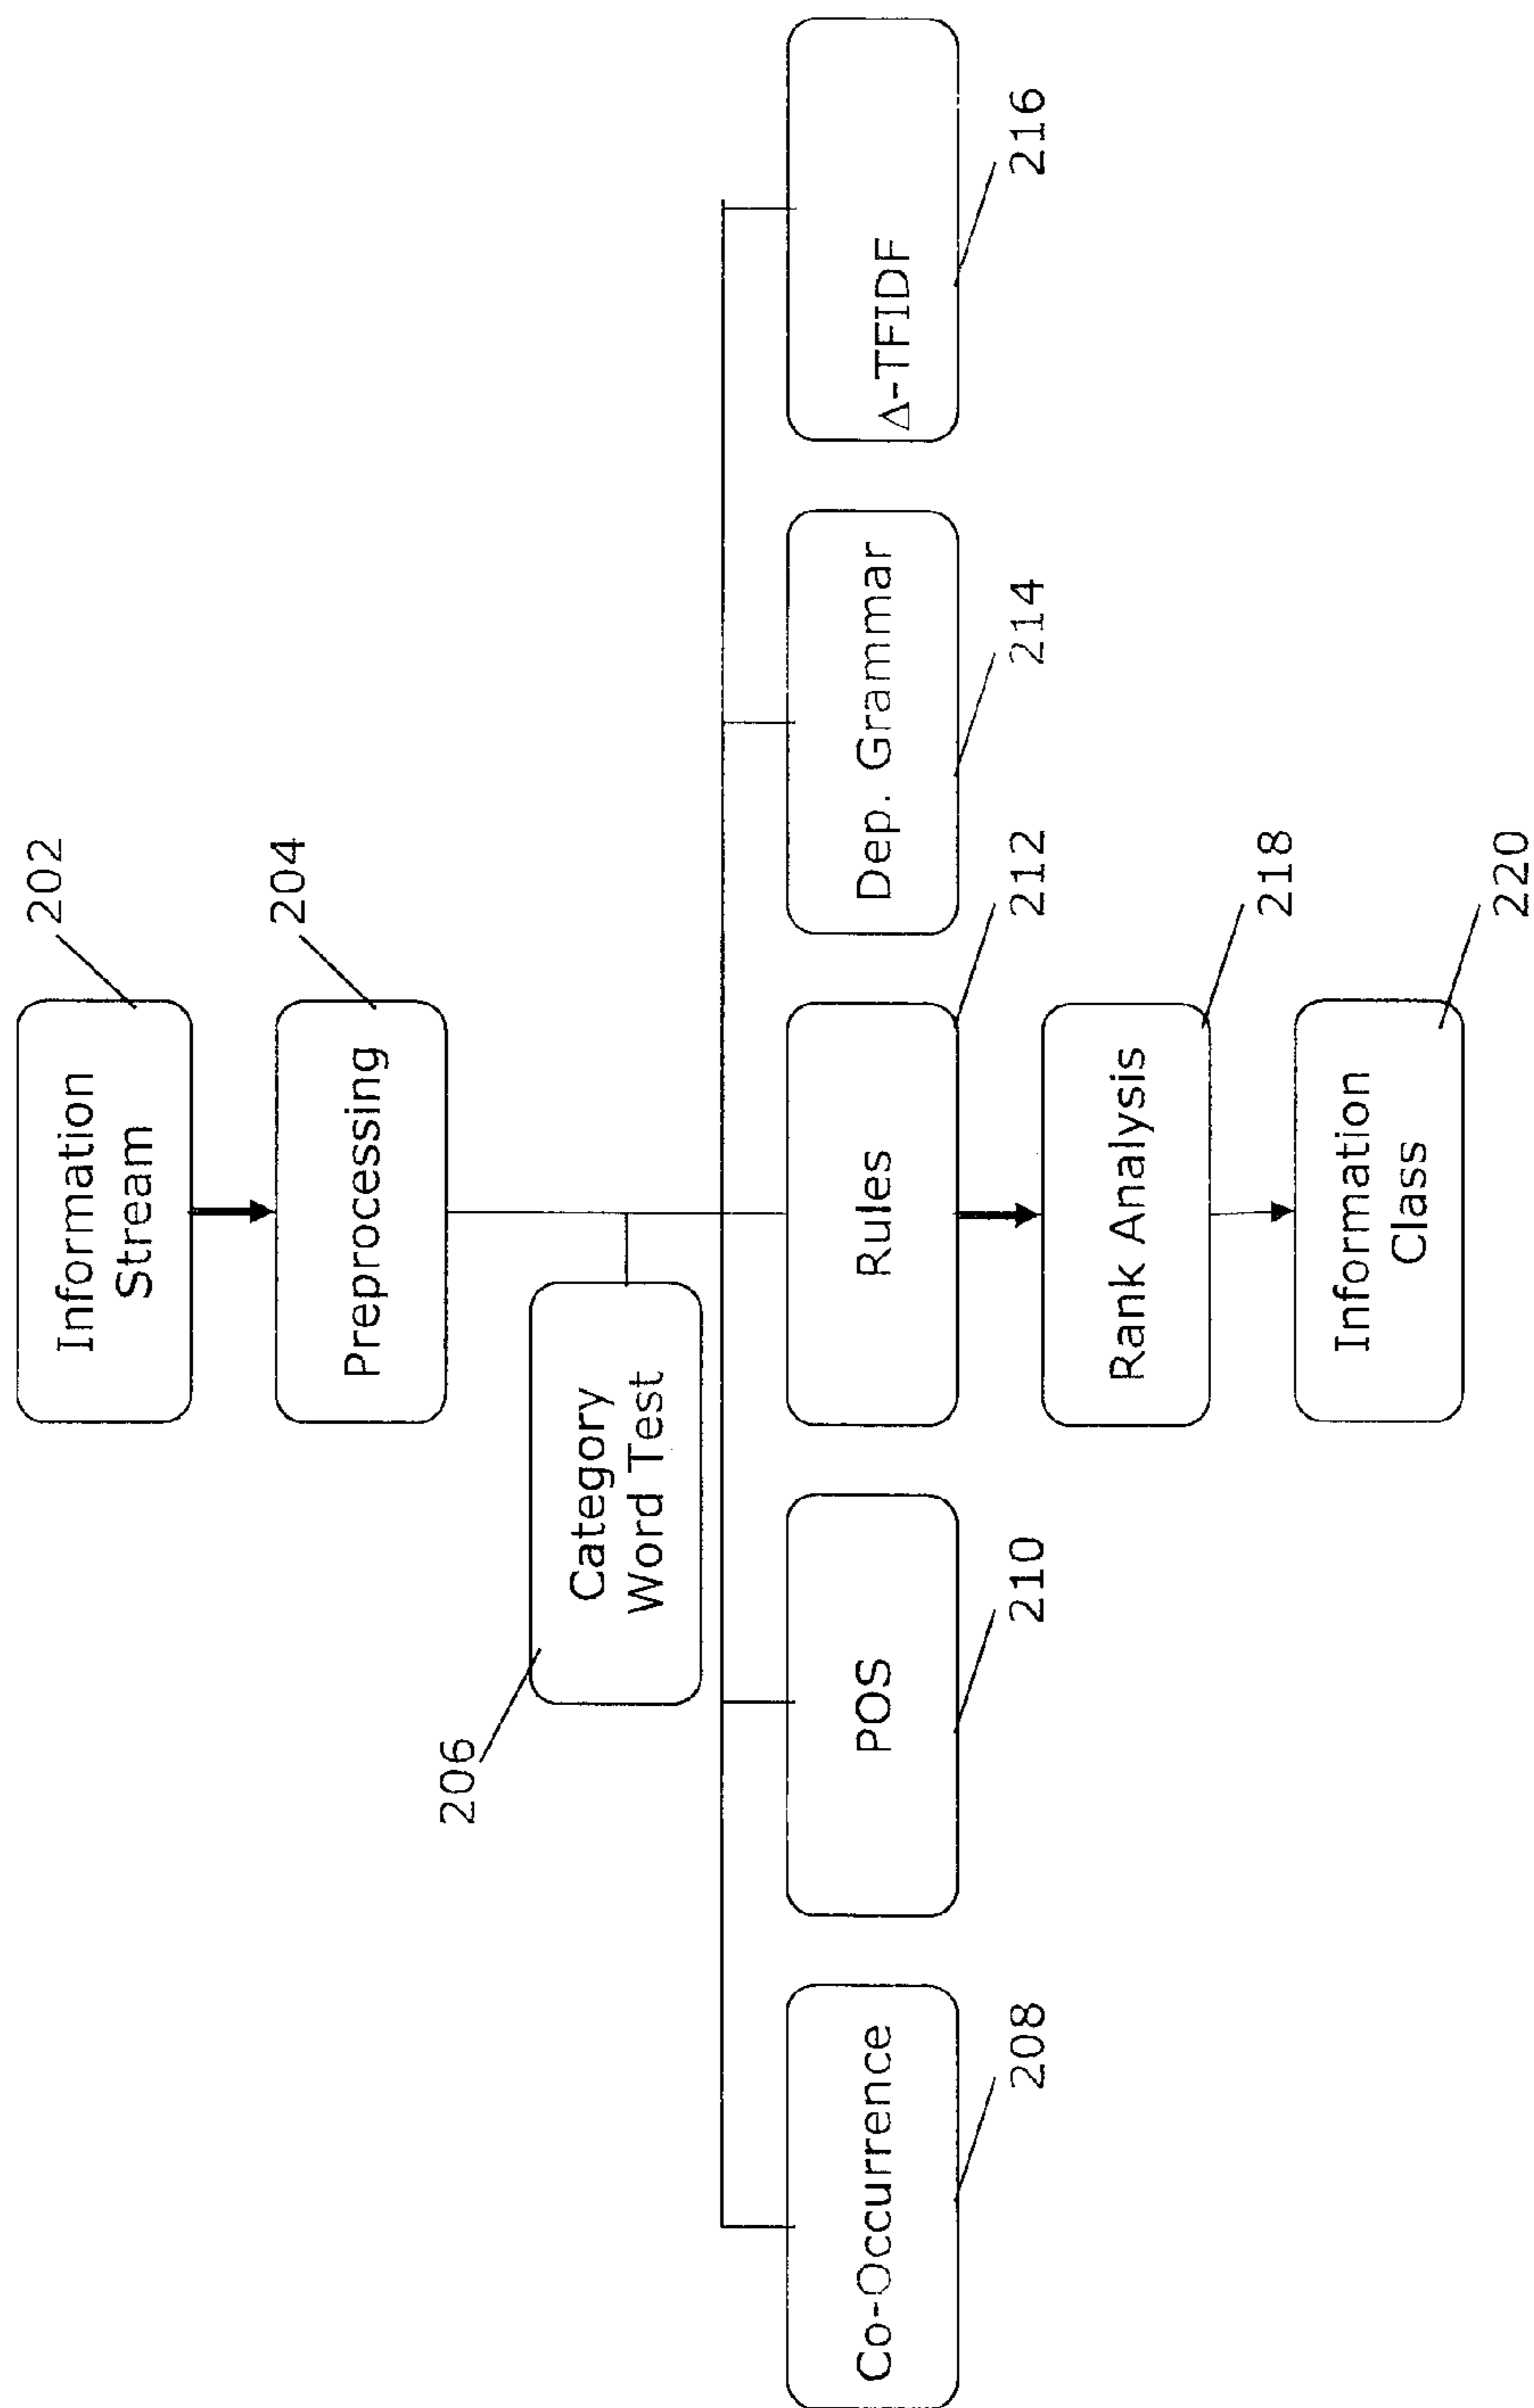 Information
Stream
202
Preprocessing
204
Category
Word Test
206
Co-Occurrence
208
POS
210
Rules
212
Dep. Grammar
214
Δ-TFIDF
216
Rank Analysis
218
Information
Class
220